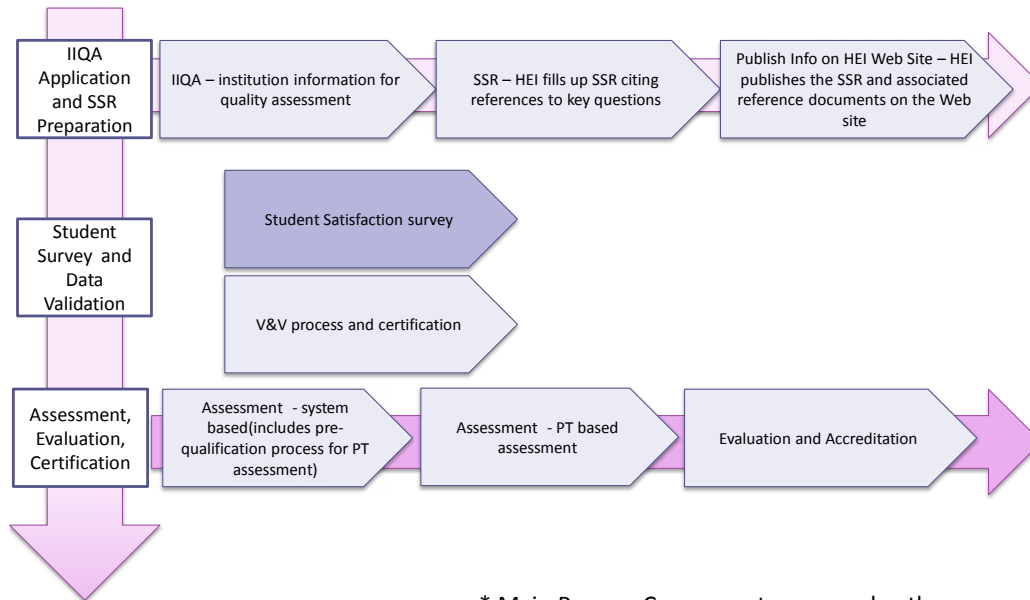 IIQA
Application
and SSR
Preparation
IIQA – institution information for
quality assessment
SSR – HEI fills up SSR citing
references to key questions
Publish Info on HEI Web Site – HEI
publishes the SSR and associated
reference documents on the Web
site
Student
Survey and
Data
Validation
Student Satisfaction survey
V&V process and certification
Assessment,
Evaluation,
Certification
Assessment - system
based(includes pre-
qualification process for PT
assessment)
Assessment - PT based
assessment
Evaluation and Accreditation